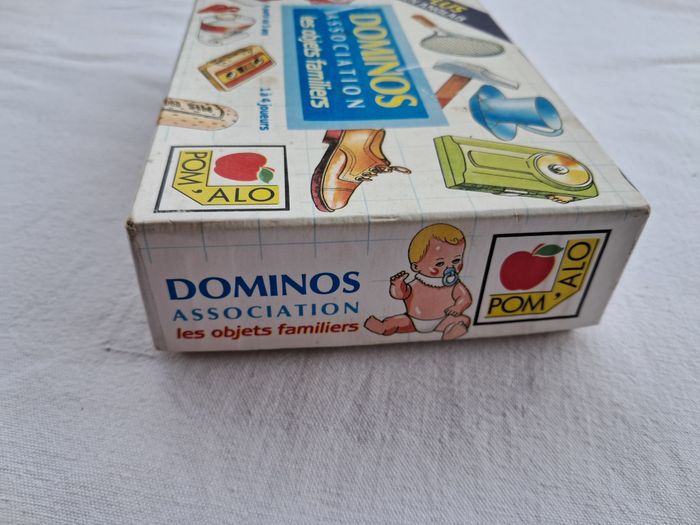 DOMINOS
ASSOCIATION
les objets familiers
1 à 4 joueurs
POM'ALO
DOMINOS
ASSOCIATION
les objets familiers
POM'ALO